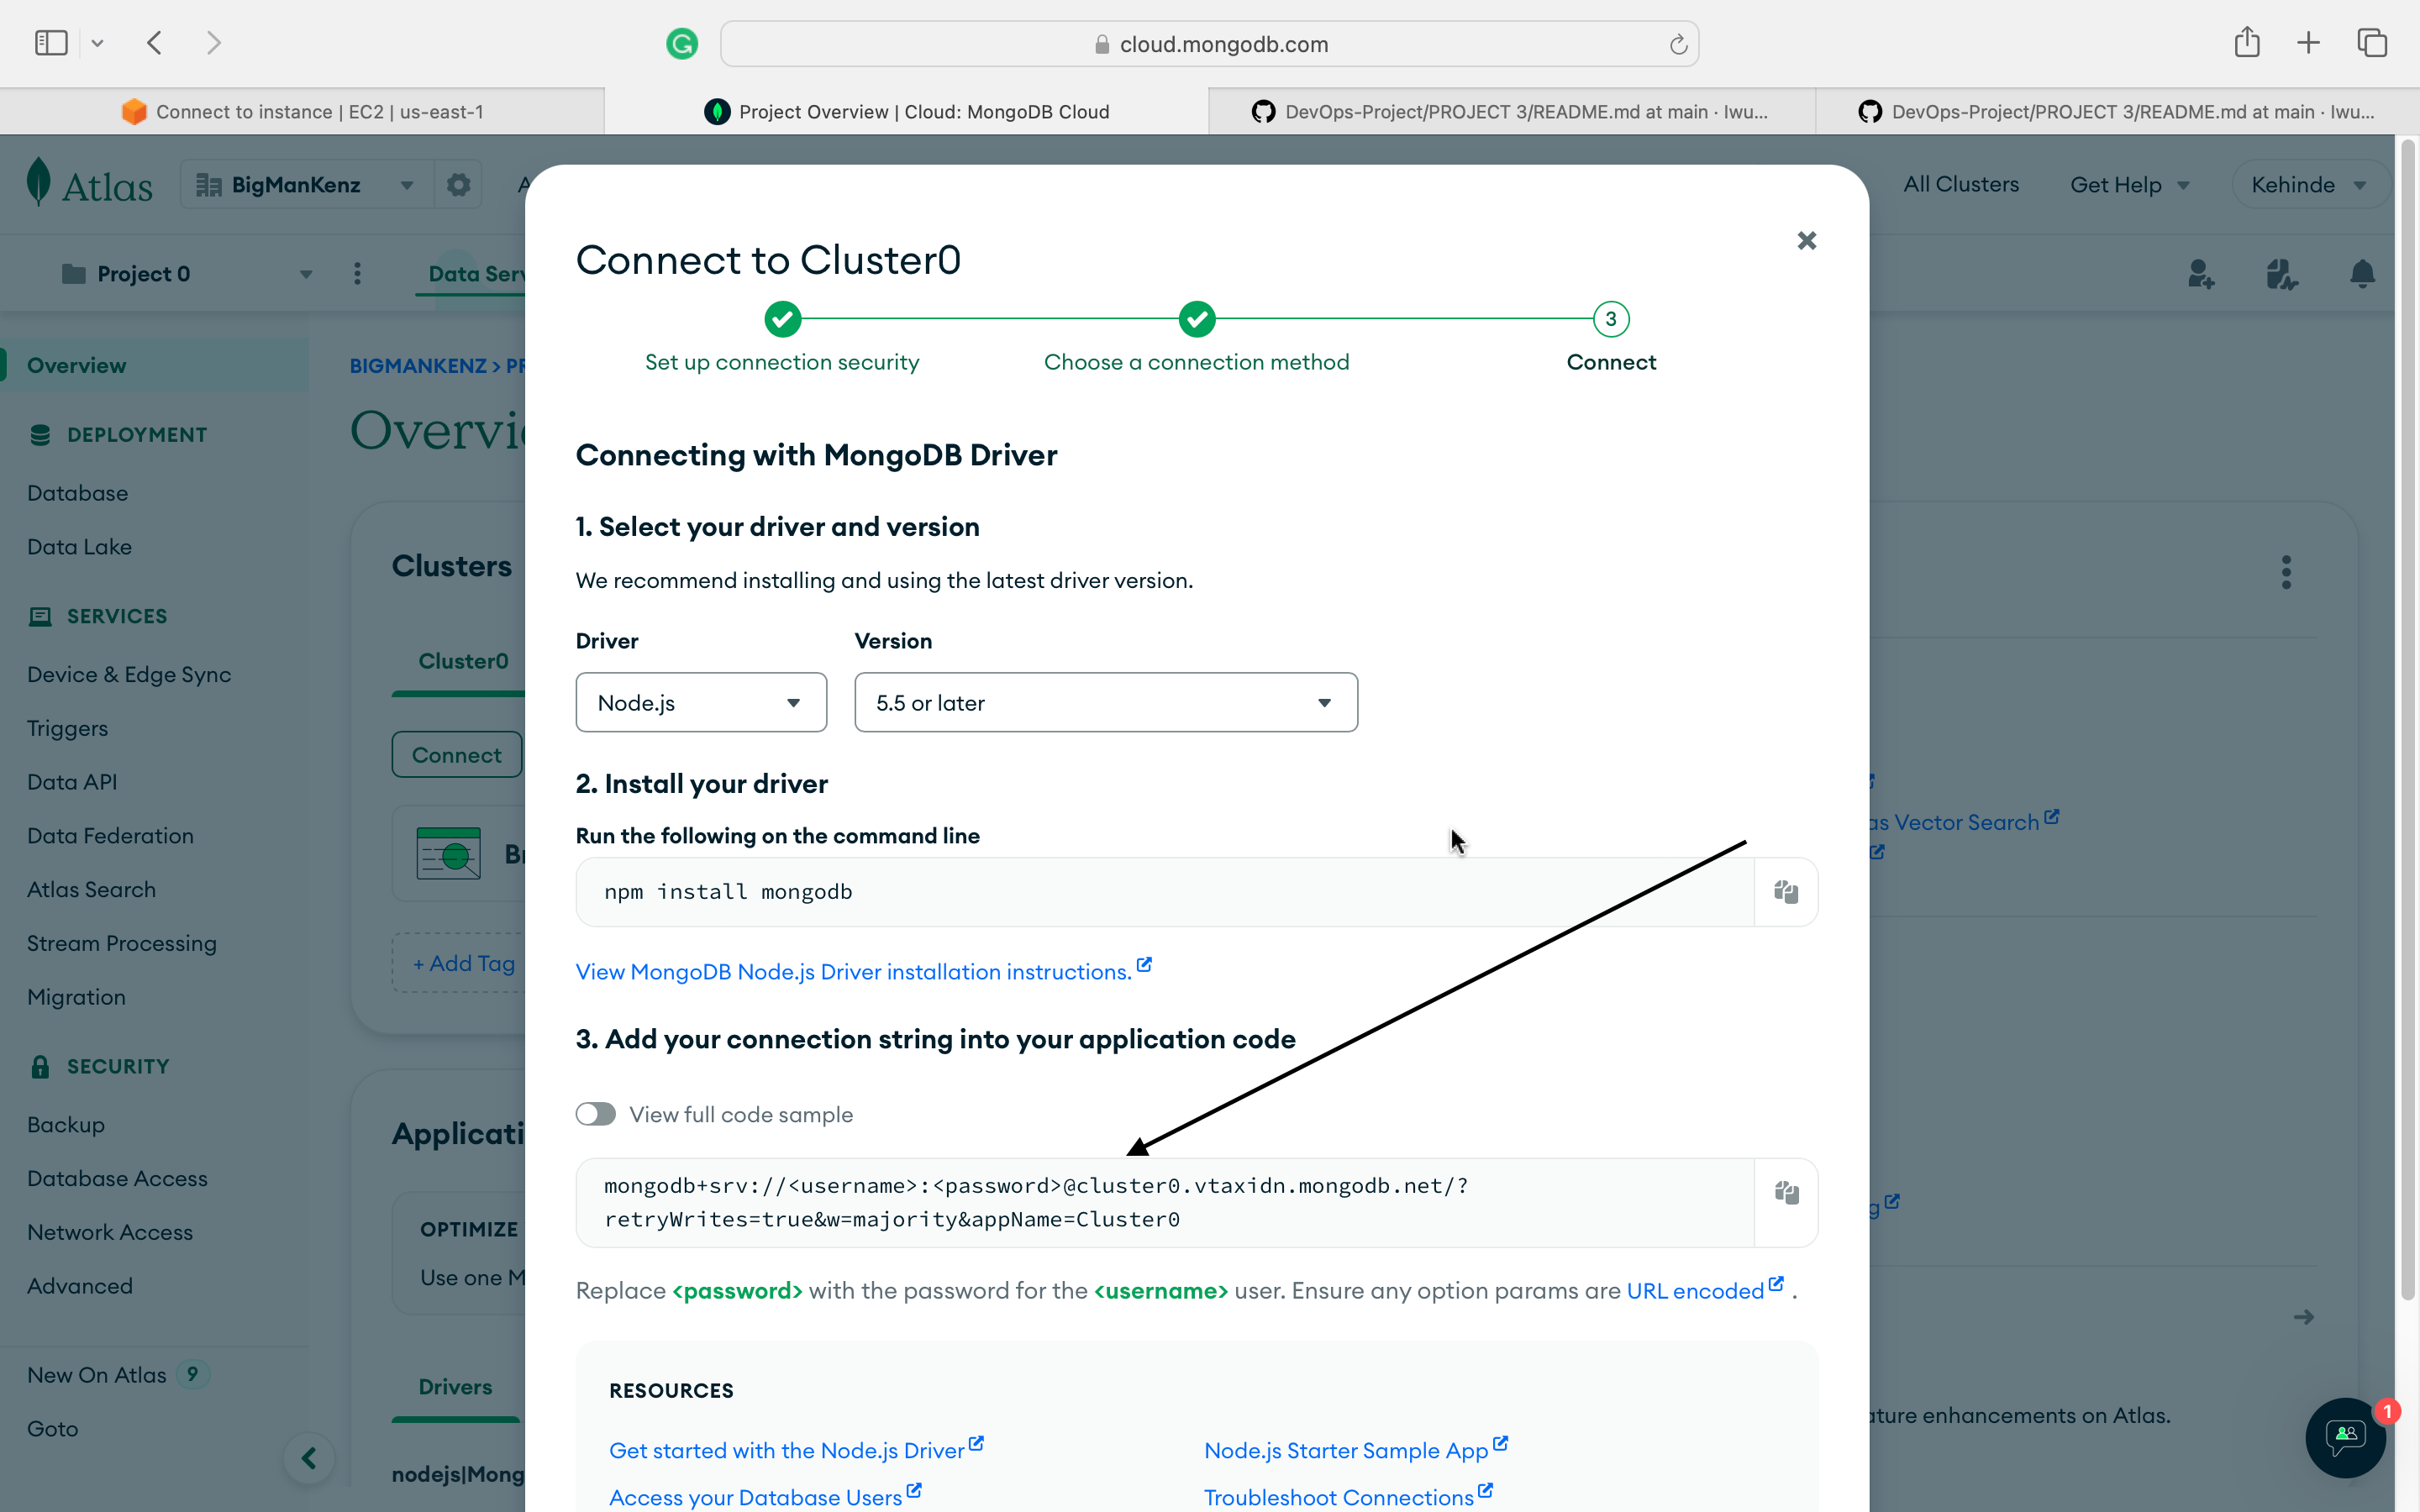 cloud.mongodb.com
Connect to instance | EC2 | us-east-1
Project Overview | Cloud: MongoDB Cloud
DevOps-Project/PROJECT 3/README.md at main · Iwu...
DevOps-Project/PROJECT 3/README.md at main · Iwu...
Atlas
BigManKenz
A
All Clusters
Get Help
Kehinde
Project 0
Data Serv
Overview
DEPLOYMENT
Database
Data Lake
SERVICES
Device & Edge Sync
Triggers
Data API
Data Federation
Atlas Search
Stream Processing
Migration
SECURITY
Backup
Database Access
Network Access
Advanced
New On Atlas 9
Goto
BIGMANKENZ > PR
Overvie
Clusters
Cluster0
Connect
Br
+ Add Tag
Applicati
OPTIMIZE
Use one M
Drivers
nodejs|Mong
Connect to Cluster0
Set up connection security
Choose a connection method
3
Connect
Connecting with MongoDB Driver
1. Select your driver and version
We recommend installing and using the latest driver version.
Driver
Version
Node.js
5.5 or later
2. Install your driver
Run the following on the command line
npm install mongodb
View MongoDB Node.js Driver installation instructions.
3. Add your connection string into your application code
View full code sample
mongodb+srv://<username>:<password>@cluster0.vtaxidn.mongodb.net/?
retryWrites=true&w=majority&appName=Cluster0
Replace <password> with the password for the <username> user. Ensure any option params are URL encoded .
RESOURCES
Get started with the Node.js Driver
Node.js Starter Sample App
Access your Database Users
Troubleshoot Connections
as Vector Search
g
ature enhancements on Atlas.
1